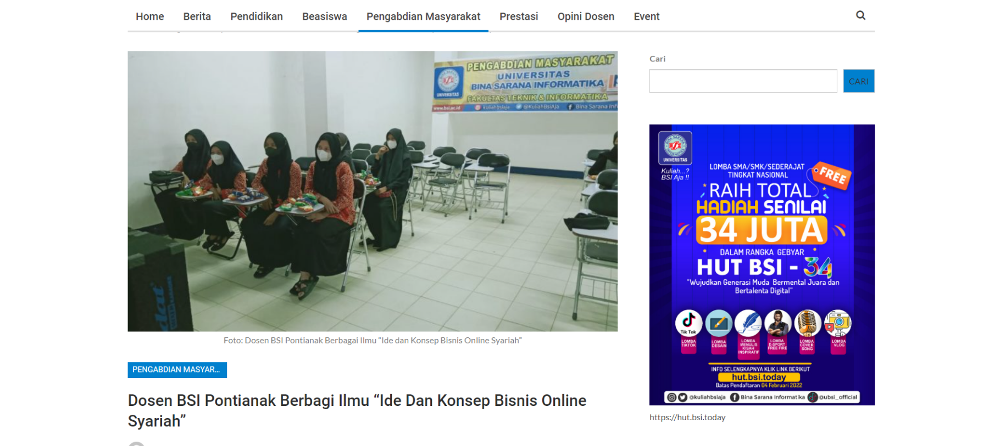 Home Berita Pendidikan Beasiswa Pengabdian Masyarakat Prestasi Opini Dosen Event
PENGABDIAN MASYARAKAT
UNIVERSITAS
BINA SARANA INFORMATIKA
FAKULTAS TEKNIK & INFORMATIKA
UNIVERSITAS
www.bsi.ac.id kuliahbsiaja @KuliahBsiAja Bina Sarana Inf
Foto: Dosen BSI Pontianak Berbagai Ilmu “Ide dan Konsep Bisnis Online Syariah”
PENGABDIAN MASYAR...
Dosen BSI Pontianak Berbagi Ilmu “Ide Dan Konsep Bisnis Online
Syariah”
Cari
CARI
UNIVERSITAS
Kuliah...?
BSI Aja !!
LOMBA SMA/SMK/SEDERAJAT
TINGKAT NASIONAL
FREE
RAIH TOTAL
HADIAH SENILAI
34 JUTA
DALAM RANGKA GEBYAR
HUT BSI - 34
“Wujudkan Generasi Muda Bermental Juara dan
Bertalenta Digital”
Tik Tok
LOMBA
TIKTOK
LOMBA
DESAIN
LOMBA
MENULIS
KISAH
INSPIRATIF
LOMBA
E-SPORT
FREE FIRE
LOMBA
COVER
SONG
LOMBA
VLOG
INFO SELENGKAPNYA KLIK LINK BERIKUT
hut.bsi.today
Batas Pendaftaran 04 Februari 2022
@kuliahbsiaja Bina Sarana Informatika @ubsi_official
https://hut.bsi.today